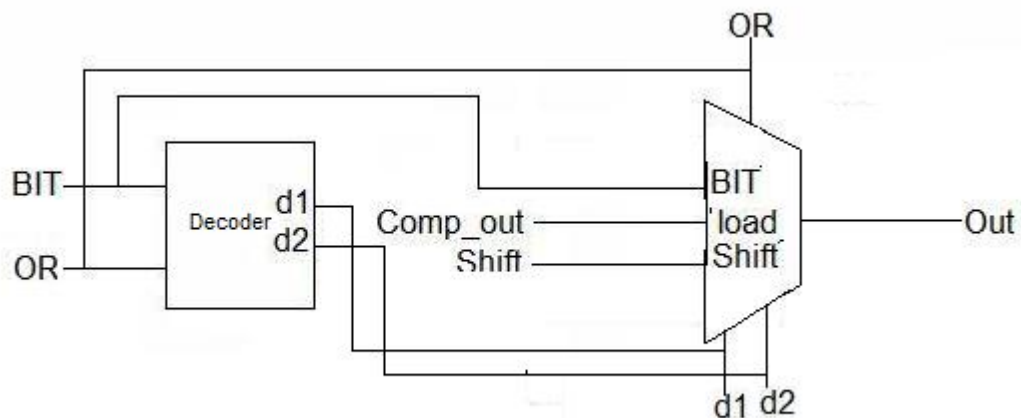 OR
BIT
OR
Decoder
d1
d2
Comp_out
Shift
BIT
load
Shift
Out
d1
d2